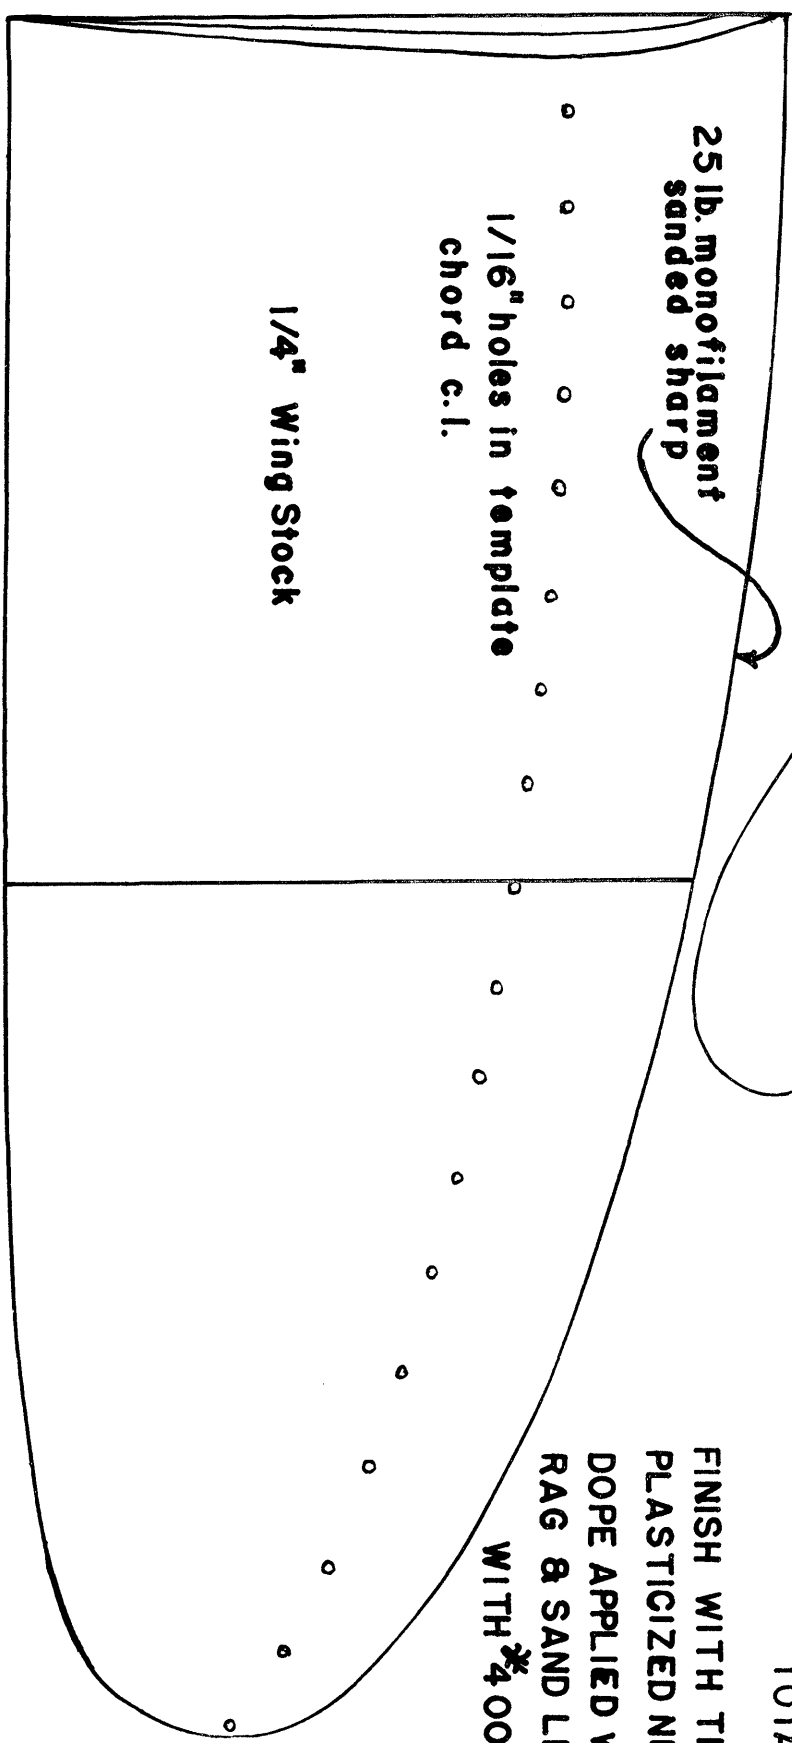 25 lb. monofilament
sanded sharp
1/16" holes in template
chord c.l.
1/4" Wing Stock
FINISH WITH
PLASTICIZED
DOPE APPLIED
RAG & SAND
WITH #400